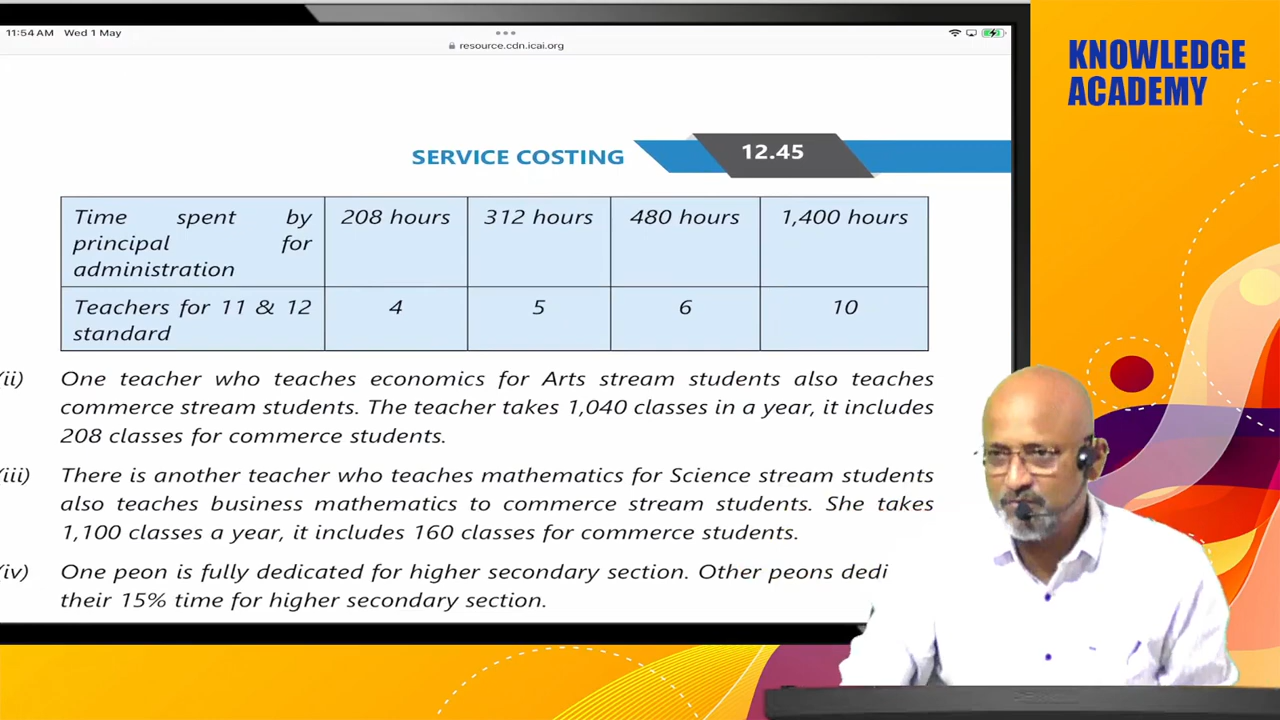 11:54 AM Wed 1 May
resource.cdn.icai.org
KNOWLEDGE
ACADEMY
SERVICE COSTING 12.45
Time spent by principal for administration 208 hours 312 hours 480 hours 1,400 hours
Teachers for 11 & 12 standard 4 5 6 10
(ii) One teacher who teaches economics for Arts stream students also teaches
commerce stream students. The teacher takes 1,040 classes in a year, it includes
208 classes for commerce students.
(iii) There is another teacher who teaches mathematics for Science stream students
also teaches business mathematics to commerce stream students. She takes
1,100 classes a year, it includes 160 classes for commerce students.
(iv) One peon is fully dedicated for higher secondary section. Other peons dedi
their 15% time for higher secondary section.